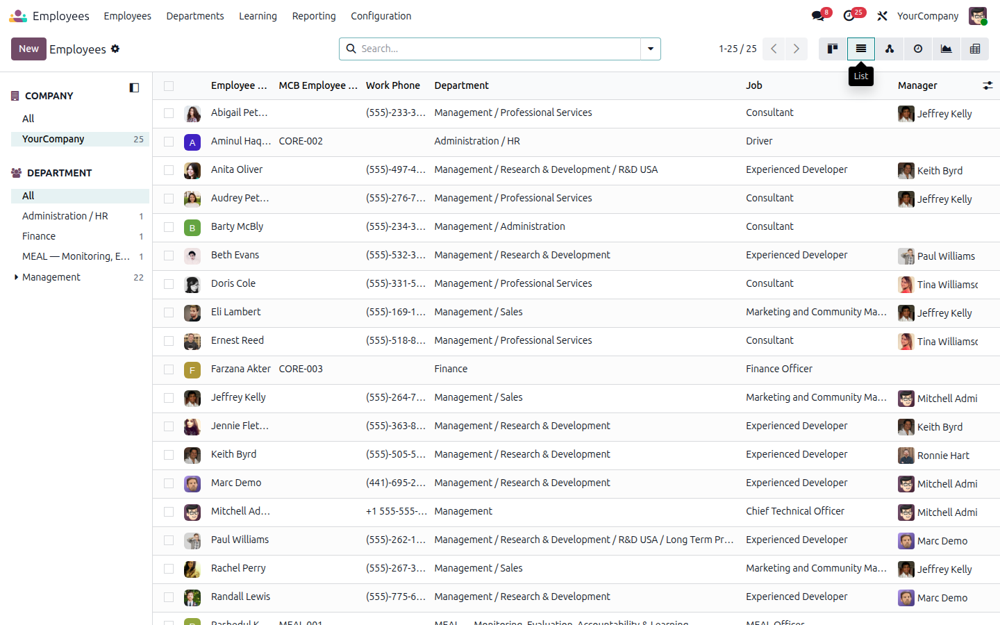 Employees Employees Departments Learning Reporting Configuration 8 25 YourCompany
New Employees Search... 1-25 / 25
List
COMPANY
All
YourCompany 25
DEPARTMENT
All
Administration / HR 1
Finance 1
MEAL — Monitoring, E... 1
Management 22
Employee ... MCB Employee ... Work Phone Department Job Manager
Abigail Pet... (555)-233-3... Management / Professional Services Consultant Jeffrey Kelly
A Aminul Haq... CORE-002 Administration / HR Driver
Anita Oliver (555)-497-4... Management / Research & Development / R&D USA Experienced Developer Keith Byrd
Audrey Pet... (555)-276-7... Management / Professional Services Consultant Jeffrey Kelly
B Barty McBly (555)-234-3... Management / Administration Consultant
Beth Evans (555)-532-3... Management / Research & Development Experienced Developer Paul Williams
Doris Cole (555)-331-5... Management / Professional Services Consultant Tina Williamsc
Eli Lambert (555)-169-1... Management / Sales Marketing and Community Ma... Jeffrey Kelly
Ernest Reed (555)-518-8... Management / Professional Services Consultant Tina Williamsc
F Farzana Akter CORE-003 Finance Finance Officer
Jeffrey Kelly (555)-264-7... Management / Sales Marketing and Community Ma... Mitchell Admi
Jennie Flet... (555)-363-8... Management / Research & Development Experienced Developer Keith Byrd
Keith Byrd (555)-505-5... Management / Research & Development Experienced Developer Ronnie Hart
Marc Demo (441)-695-2... Management / Research & Development Experienced Developer Mitchell Admi
Mitchell Ad... +1 555-555-... Management Chief Technical Officer Mitchell Admi
Paul Williams (555)-262-1... Management / Research & Development / R&D USA / Long Term Pr... Experienced Developer Marc Demo
Rachel Perry (555)-267-3... Management / Sales Marketing and Community Ma... Jeffrey Kelly
Randall Lewis (555)-775-6... Management / Research & Development Experienced Developer Marc Demo
Rashedul K... MEAL-001 MEAL — Monitoring, Evaluation, Accountability & Learning MEAL Officer